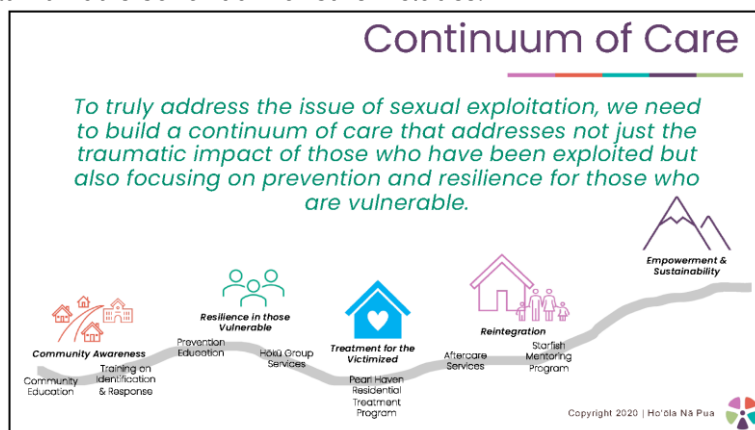 Continuum of Care
To truly address the issue of sexual exploitation, we need
to build a continuum of care that addresses not just the
traumatic impact of those who have been exploited but
also focusing on prevention and resilience for those who
are vulnerable.
Empowerment &
Sustainability
Resilience in those
Vulnerable
Reintegration
Community Awareness
Treatment for the
Victimized
Prevention
Education
Hōkū Group
Services
Aftercare
Services
Starfish
Mentoring
Program
Community
Education
Training on
Identification
& Response
Pearl Haven
Residential
Treatment
Program
Copyright 2020 | Ho'ōla Nā Pua